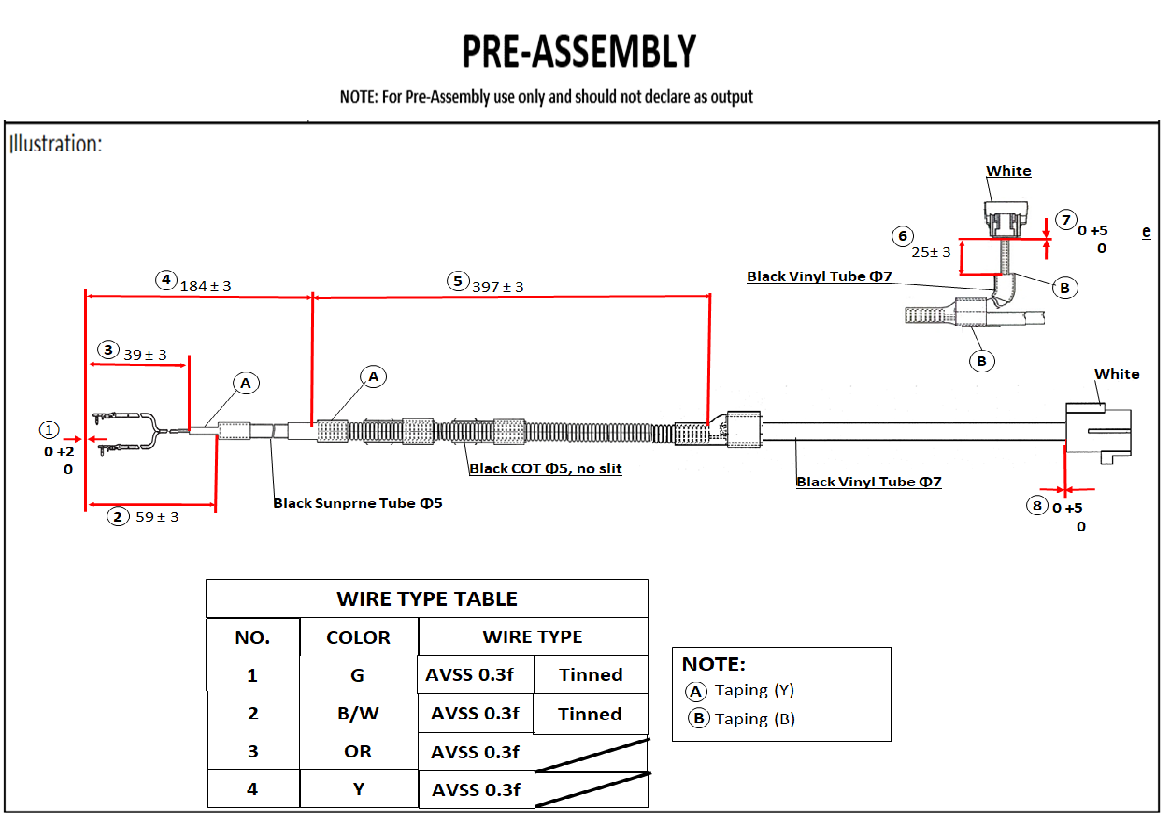 PRE-ASSEMBLY
NOTE: For Pre-Assembly use only and should not declare as output
Illustration:
White
7
0 +5
0
e
6
25± 3
Black Vinyl Tube Φ7
B
B
4
184 ± 3
5
397 ± 3
3
39 ± 3
A
A
White
1
0 +2
0
Black COT Φ5, no slit
Black Vinyl Tube Φ7
Black Sunprne Tube Φ5
2
59 ± 3
8
0 +5
0
WIRE TYPE TABLE
NO. COLOR WIRE TYPE
1 G AVSS 0.3f Tinned
2 B/W AVSS 0.3f Tinned
3 OR AVSS 0.3f
4 Y AVSS 0.3f
NOTE:
A Taping (Y)
B Taping (B)